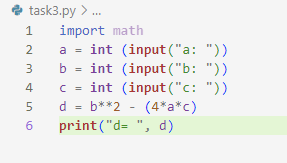 task3.py > ...
1 import math
2 a = int (input("a: "))
3 b = int (input("b: "))
4 c = int (input("c: "))
5 d = b**2 - (4*a*c)
6 print("d= ", d)